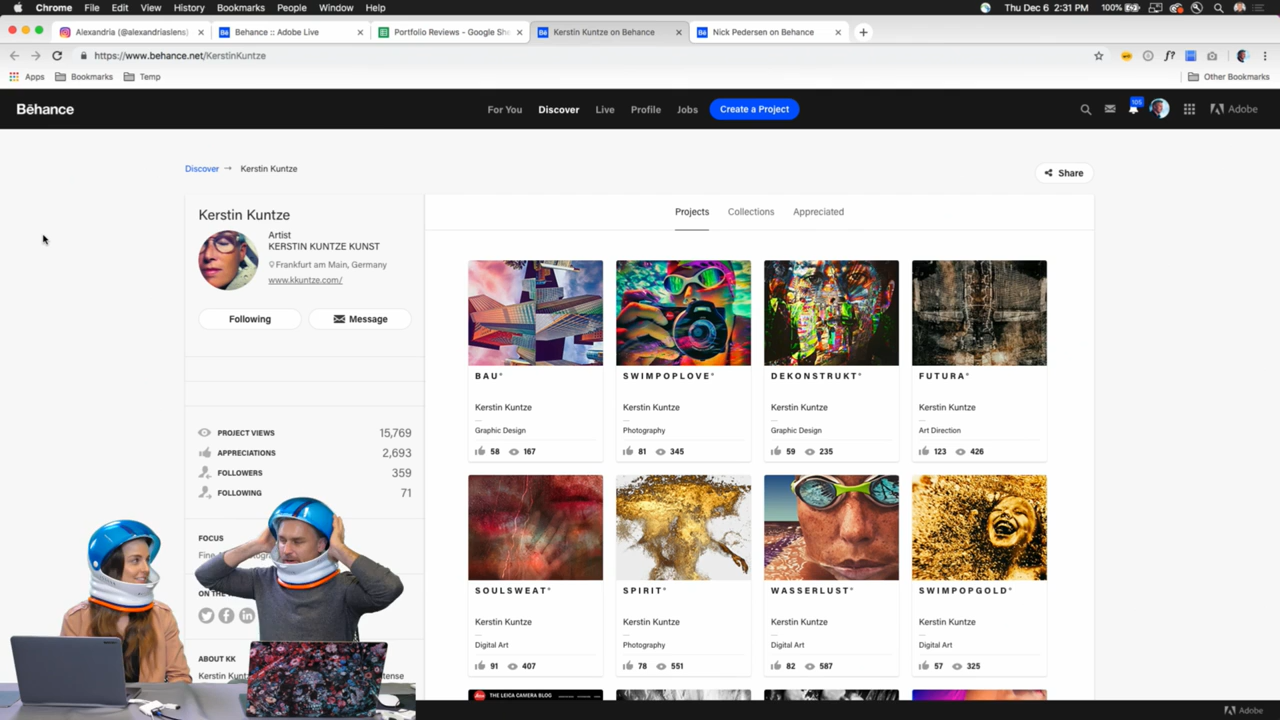 Chrome File Edit View History Bookmarks People Window Help
Thu Dec 6 2:31 PM 100%
Alexandria (@alexandriaslens)
Behance :: Adobe Live
Portfolio Reviews - Google She
Kerstin Kuntze on Behance
Nick Pedersen on Behance
https://www.behance.net/KerstinKuntze
f?
Apps Bookmarks Temp Other Bookmarks
Bēhance For You Discover Live Profile Jobs Create a Project 105 Adobe
Discover → Kerstin Kuntze
Share
Kerstin Kuntze
Artist
KERSTIN KUNTZE KUNST
Frankfurt am Main, Germany
www.kkuntze.com/
Following Message
PROJECT VIEWS 15,769
APPRECIATIONS 2,693
FOLLOWERS 359
FOLLOWING 71
FOCUS
ON THE
ABOUT KK
Projects Collections Appreciated
BAU* SWIMPOPLOVE* DEKONSTRUKT* FUTURA*
Kerstin Kuntze Kerstin Kuntze Kerstin Kuntze Kerstin Kuntze
Graphic Design Photography Graphic Design Art Direction
58 167 81 345 59 235 123 426
SOULSWEAT* SPIRIT* WASSERLUST* SWIMPOPGOLD*
Kerstin Kuntze Kerstin Kuntze Kerstin Kuntze Kerstin Kuntze
Digital Art Photography Digital Art Digital Art
91 407 78 551 82 587 57 325
THE LEICA CAMERA BLOG
Adobe